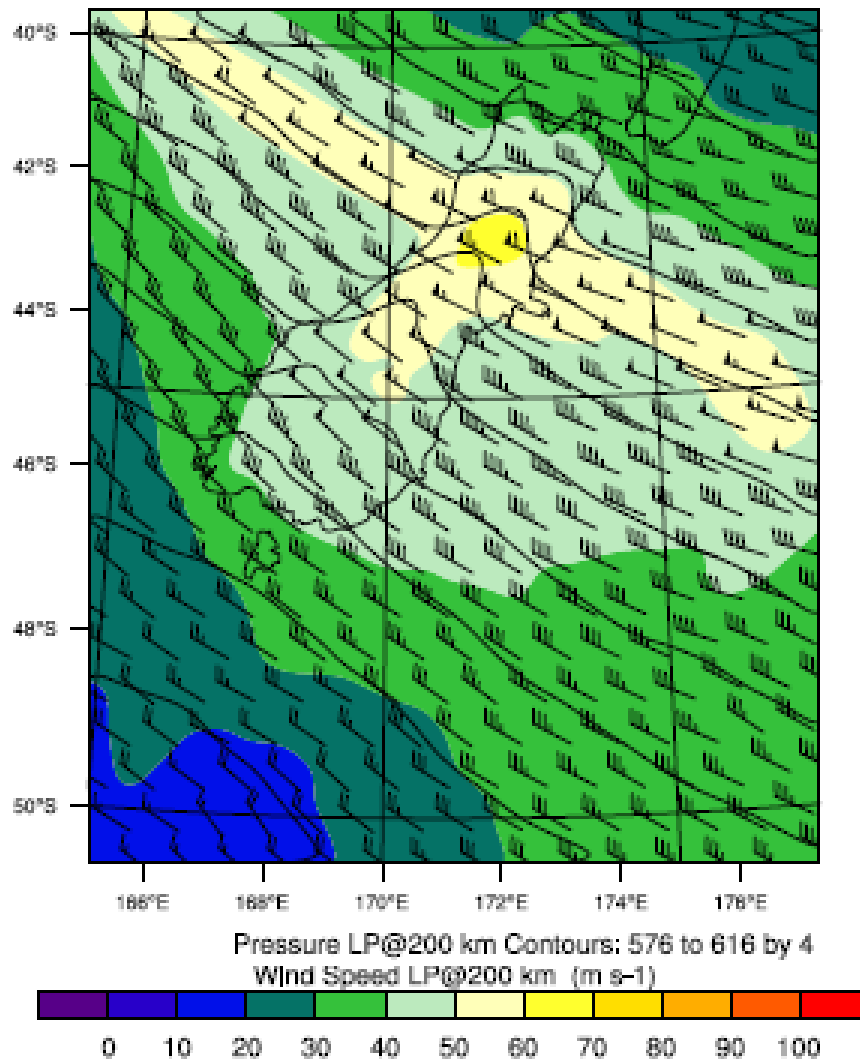 40°S
42°S
44°S
46°S
48°S
50°S
166°E 168°E 170°E 172°E 174°E 176°E
Pressure LP@200 km Contours: 576 to 616 by 4
Wind Speed LP@200 km (m s-1)
0 10 20 30 40 50 60 70 80 90 100